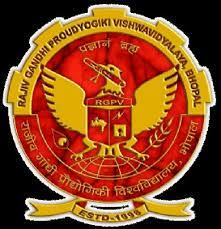 RAJIV GANDHI PROUDYOGIKI VISHWAVIDYALAYA, BHOPAL
प्रज्ञानं ब्रह्म
RGPV
राजीव गाँधी प्रौद्योगिकी विश्वविद्यालय, भोपाल
ESTD-1998